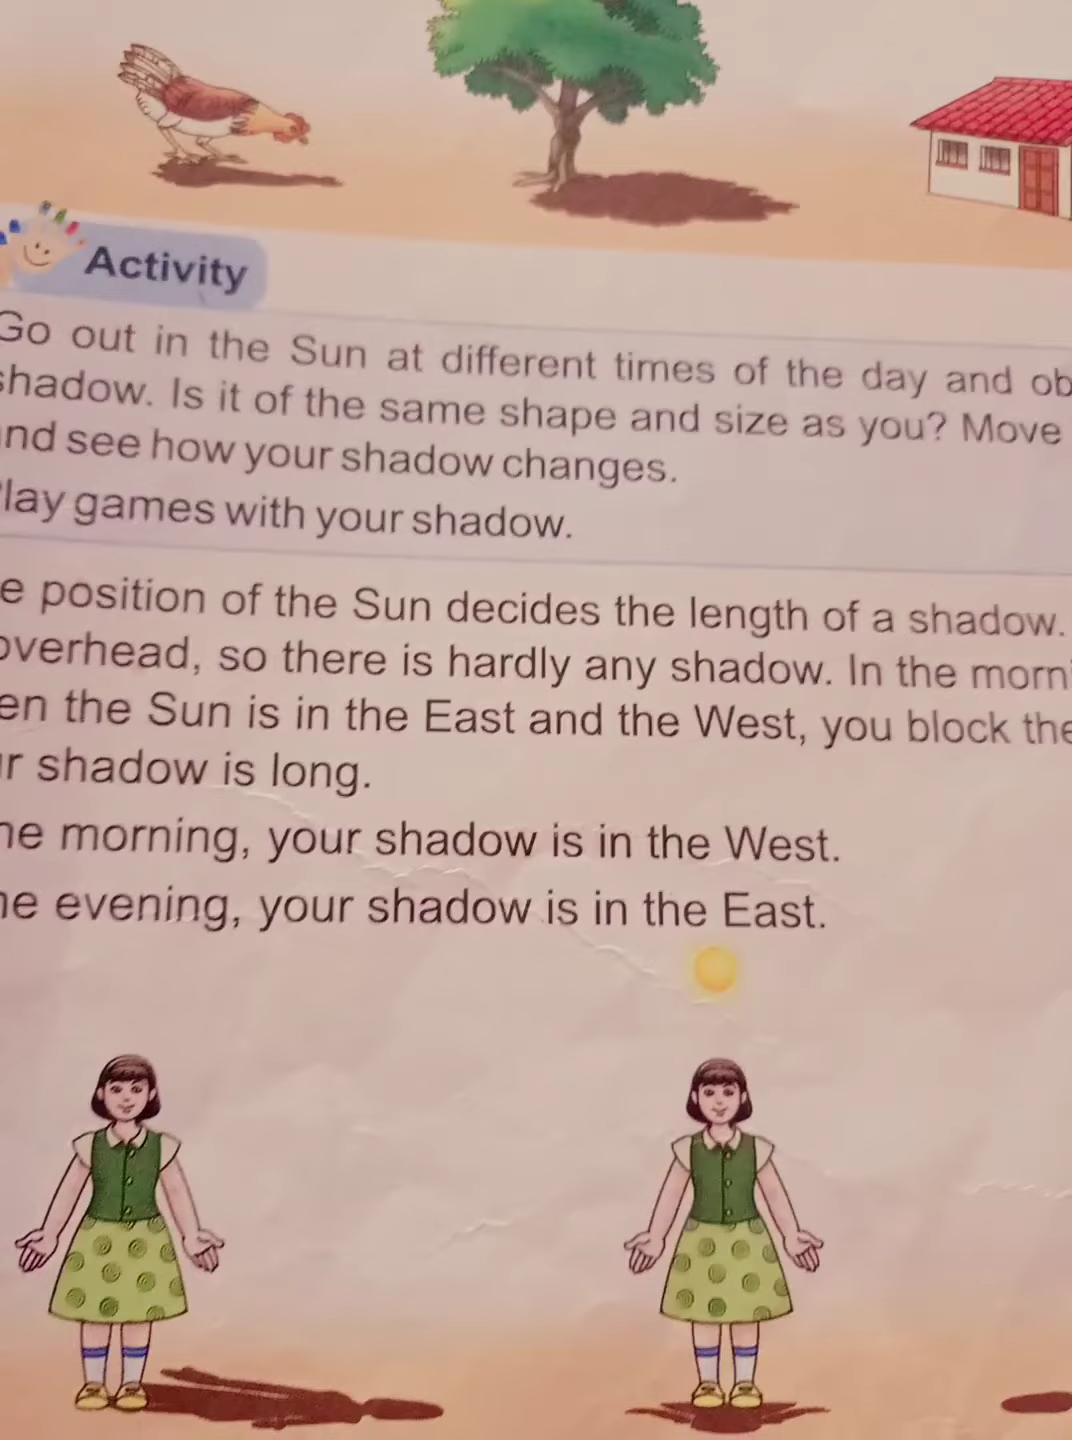 Activity
Go out in the Sun at different times of the day and ob
shadow. Is it of the same shape and size as you? Move
and see how your shadow changes.
Play games with your shadow.
e position of the Sun decides the length of a shadow.
overhead, so there is hardly any shadow. In the morni
en the Sun is in the East and the West, you block the
r shadow is long.
he morning, your shadow is in the West.
he evening, your shadow is in the East.